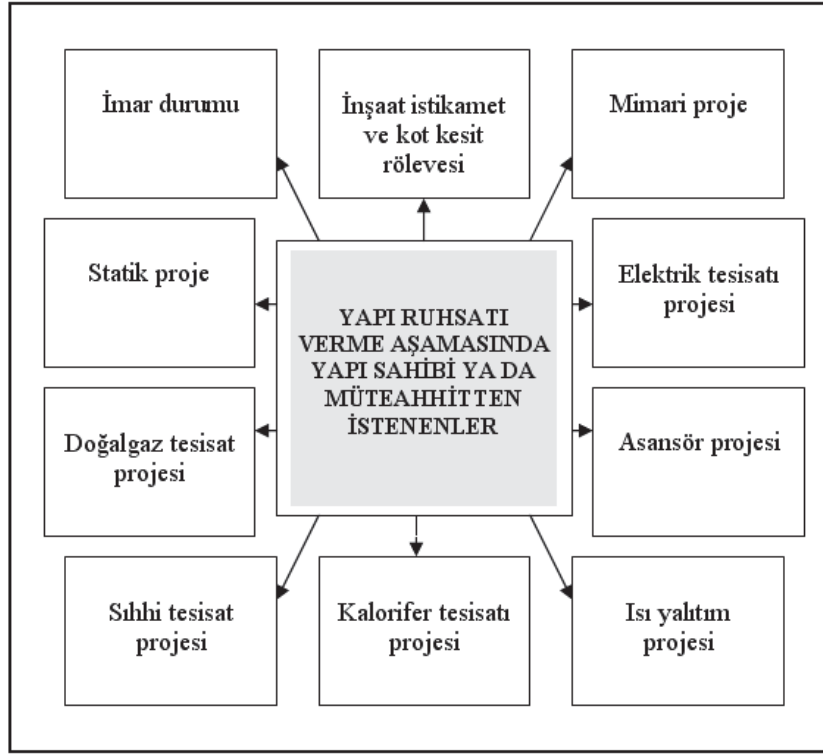 İmar durumu
İnşaat istikamet
ve kot kesit
rölevesi
Mimari proje
Statik proje
YAPI RUHSATI
VERME AŞAMASINDA
YAPI SAHİBİ YA DA
MÜTEAHHİTTEN
İSTENENLER
Elektrik tesisatı
projesi
Doğalgaz tesisat
projesi
Asansör projesi
Sıhhi tesisat
projesi
Kalorifer tesisatı
projesi
Isı yalıtım
projesi